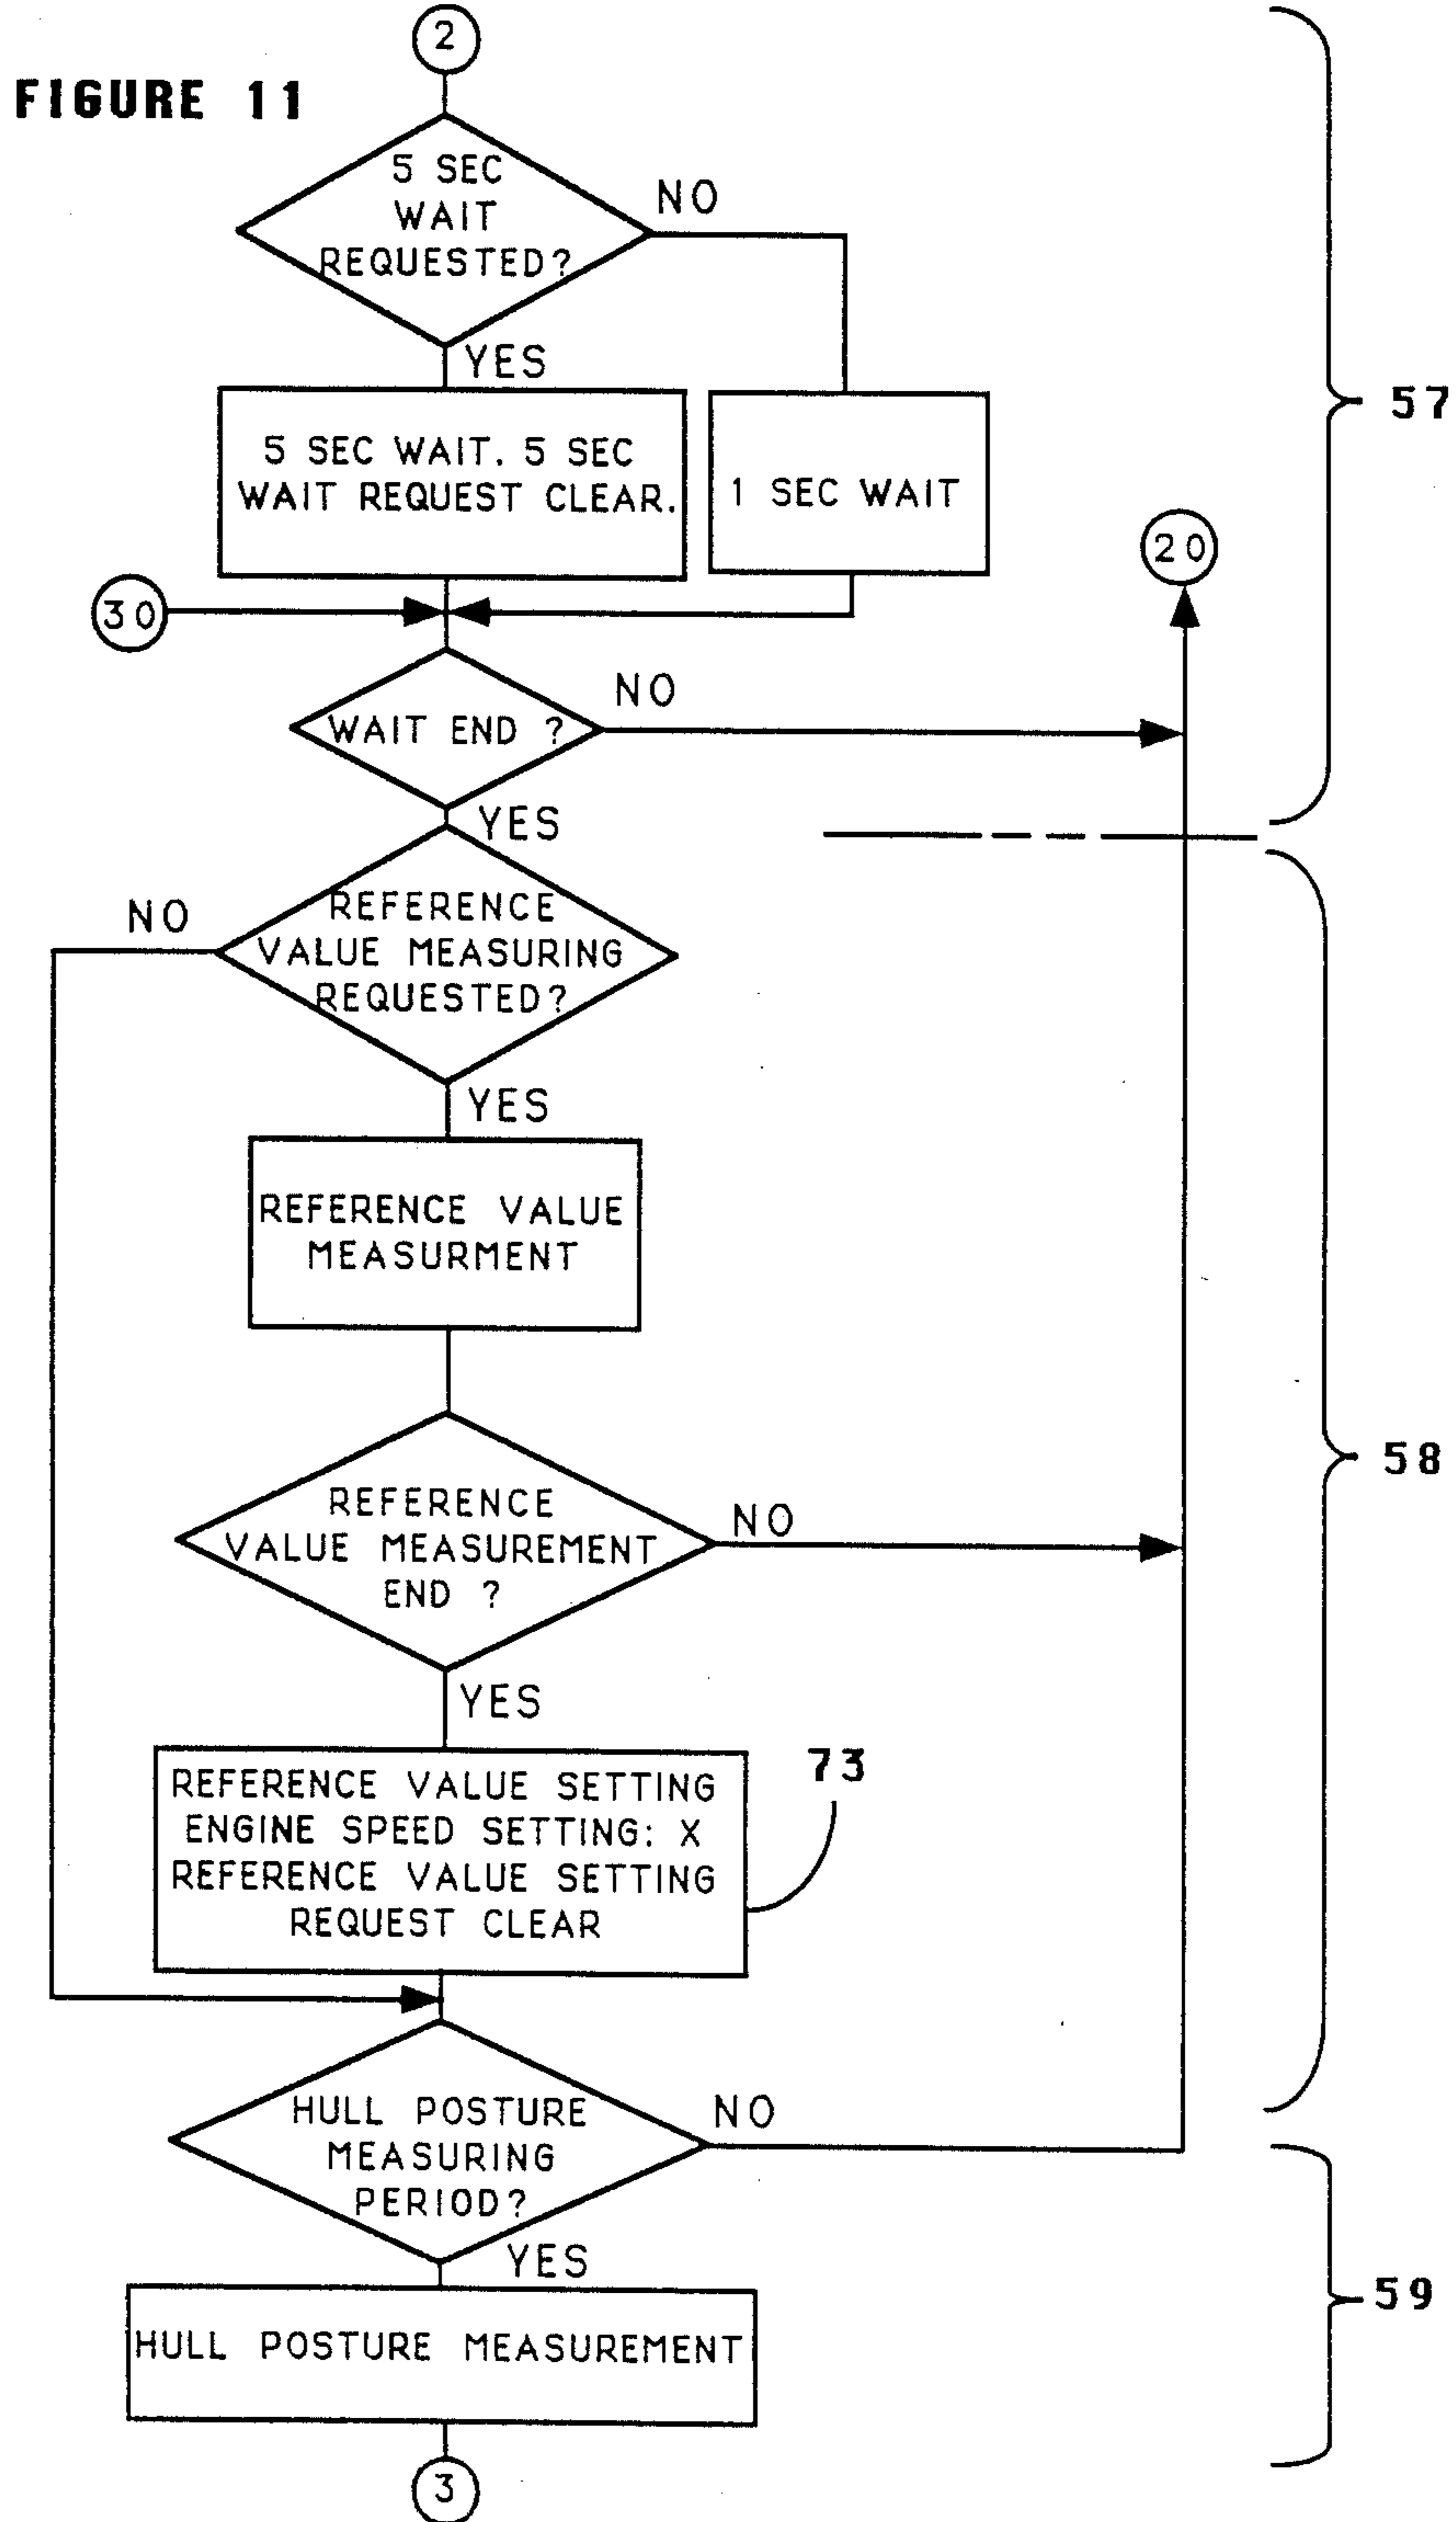 2
FIGURE 11
5 SEC
WAIT
REQUESTED?
NO
YES
57
5 SEC WAIT. 5 SEC
WAIT REQUEST CLEAR.
1 SEC WAIT
20
30
WAIT END ?
NO
YES
REFERENCE
VALUE MEASURING
REQUESTED?
NO
YES
REFERENCE VALUE
MEASURMENT
58
REFERENCE
VALUE MEASUREMENT
END ?
NO
YES
73
REFERENCE VALUE SETTING
ENGINE SPEED SETTING: X
REFERENCE VALUE SETTING
REQUEST CLEAR
HULL POSTURE
MEASURING
PERIOD?
NO
YES
59
HULL POSTURE MEASUREMENT
3